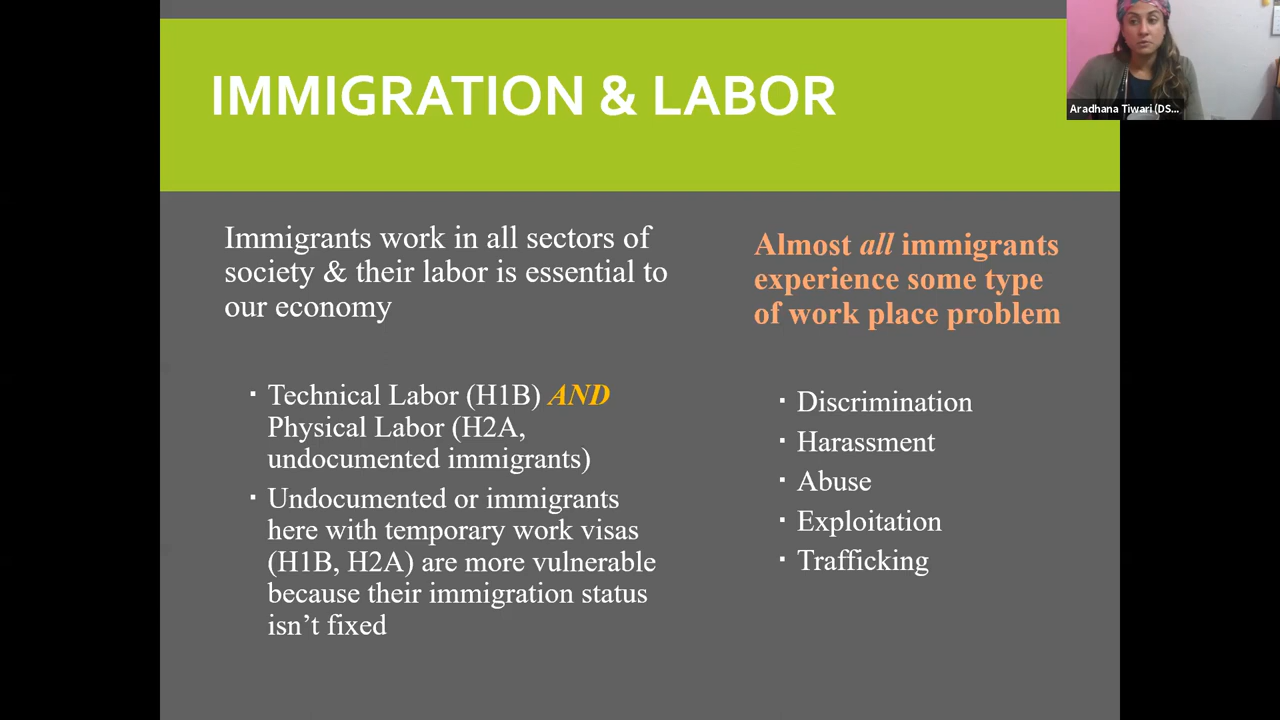 IMMIGRATION & LABOR
Aradhana Tiwari (DS...
Immigrants work in all sectors of
society & their labor is essential to
our economy
▪ Technical Labor (H1B) AND
Physical Labor (H2A,
undocumented immigrants)
▪ Undocumented or immigrants
here with temporary work visas
(H1B, H2A) are more vulnerable
because their immigration status
isn’t fixed
Almost all immigrants
experience some type
of work place problem
▪ Discrimination
▪ Harassment
▪ Abuse
▪ Exploitation
▪ Trafficking